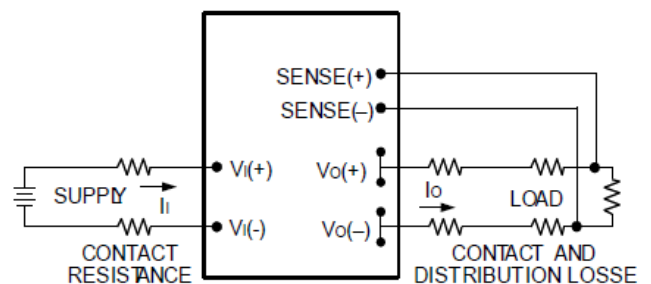 SENSE(+)
SENSE(–)
VI(+)
VO(+)
SUPPLY
II
IO
LOAD
VI(-)
VO(–)
CONTACT
RESISTANCE
CONTACT AND
DISTRIBUTION LOSSE